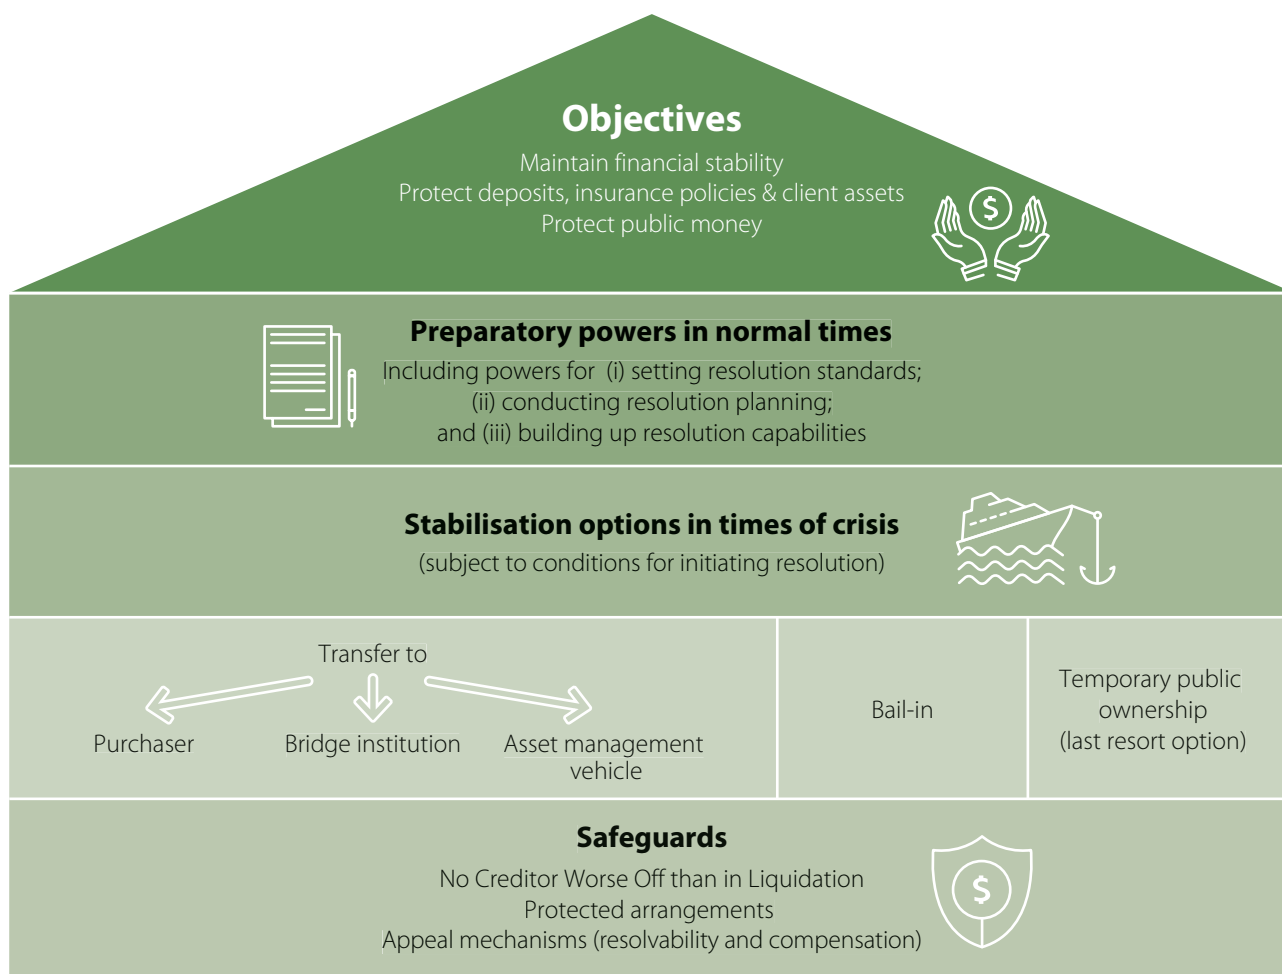 Objectives
Maintain financial stability
Protect deposits, insurance policies & client assets
Protect public money
$
Preparatory powers in normal times
Including powers for (i) setting resolution standards;
(ii) conducting resolution planning;
and (iii) building up resolution capabilities
Stabilisation options in times of crisis
(subject to conditions for initiating resolution)
Transfer to
Purchaser
Bridge institution
Asset management
vehicle
Bail-in
Temporary public
ownership
(last resort option)
Safeguards
No Creditor Worse Off than in Liquidation
Protected arrangements
Appeal mechanisms (resolvability and compensation)
$